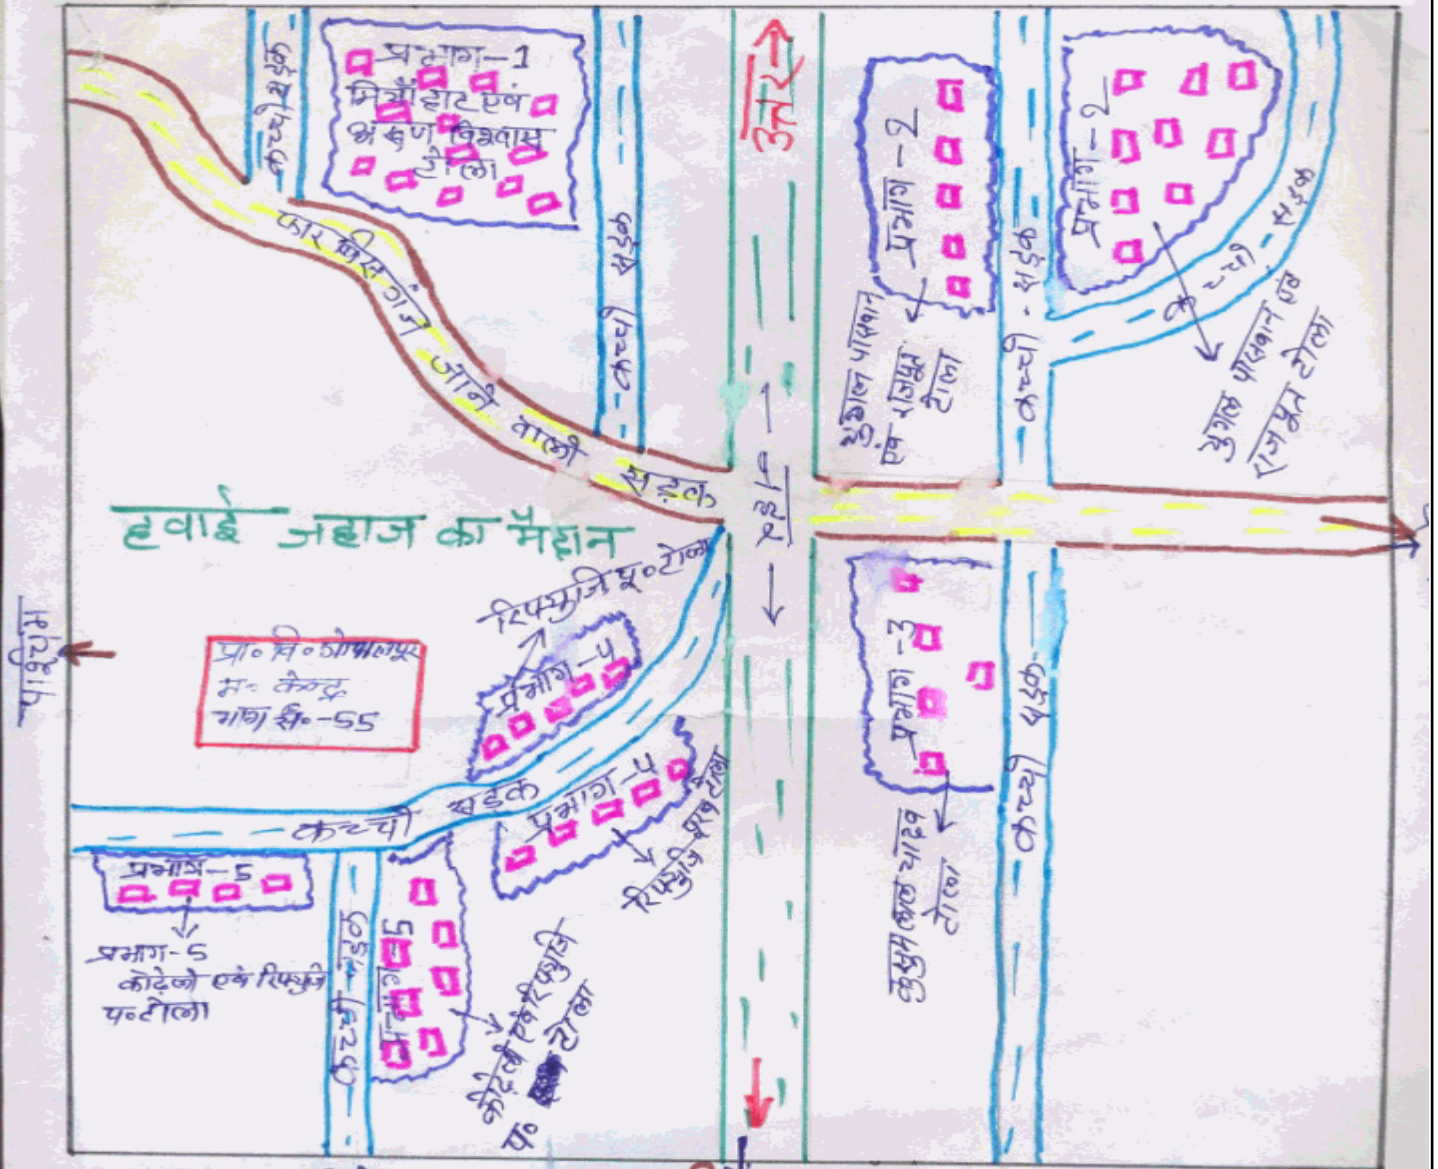 कच्ची सड़क
प्रभाग-1
मियाँहाट एवं
अरूण विश्वास
टोला
कच्ची सड़क
उत्तर
प्रभाग-2
एवं राजपूत
टोला
कच्ची - सड़क
प्रभाग-2
कच्ची - सड़क
युगल पासवान एवं
राजपूत टोला
फारबिसगंज जाने वाली सड़क
हवाई जहाज का मैदान
नहर
पश्चिम
प्रा० वि० गोपालपुर
म० केन्द्र
भाग सं०-55
रिफ्युजि पू० टोला
प्रभाग-4
प्रभाग-4
रिफ्युजि पूरब टोला
प्रभाग-3
कुसुमलाल यादव
टोला
कच्ची सड़क
कच्ची सड़क
प्रभाग-5
प्रभाग-5
एवं रिफ्युजि
प० टोला
कच्ची सड़क
प्रभाग-5
एवं रिफ्युजि
प० टोला